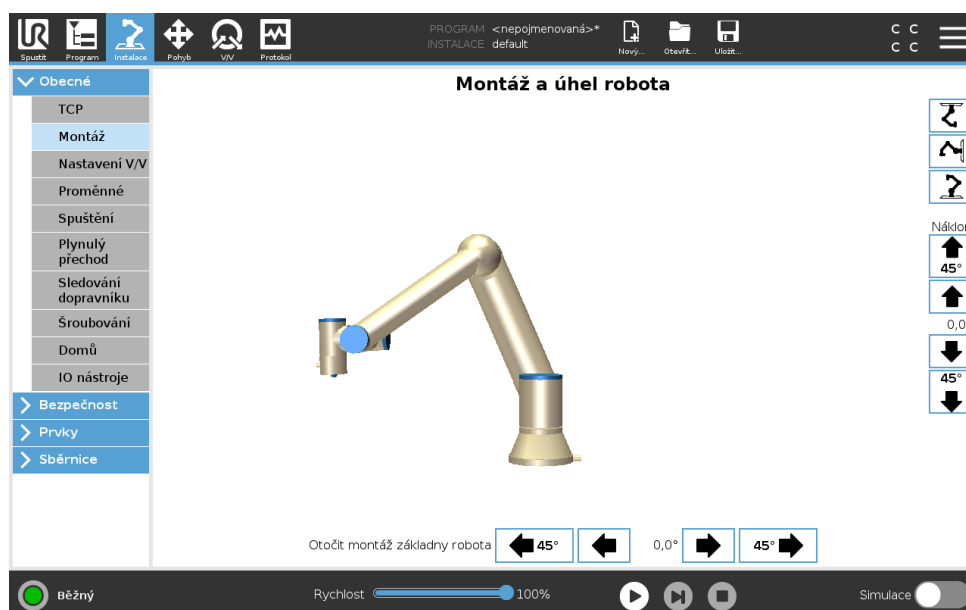 UR
Spustit
Program
Instalace
Pohyb
V/V
Protokol
PROGRAM <nepojmenovaná>*
INSTALACE default
Nový...
Otevřít...
Uložit...
C C
C C
Obecné
TCP
Montáž
Nastavení V/V
Proměnné
Spuštění
Plynulý
přechod
Sledování
dopravníku
Šroubování
Domů
IO nástroje
Bezpečnost
Prvky
Sběrnice
Montáž a úhel robota
Náklon
45°
0,0
45°
Otočit montáž základny robota
45°
0,0°
45°
Běžný
Rychlost
100%
Simulace